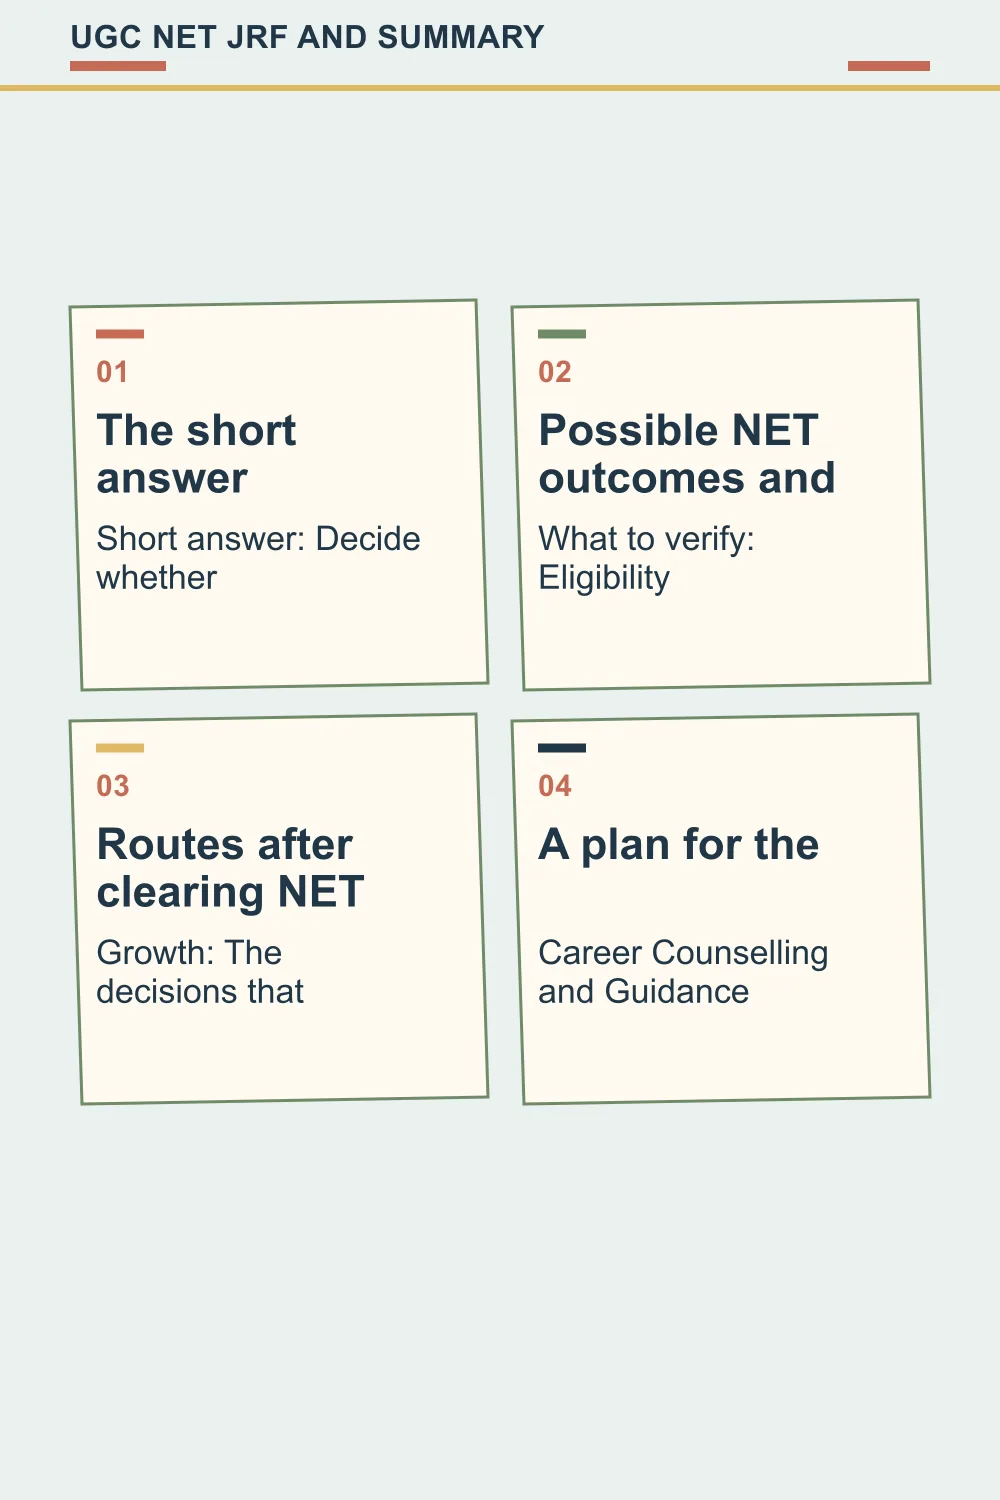 UGC NET JRF AND SUMMARY
01
The short
answer
Short answer: Decide
whether
02
Possible NET
outcomes and
What to verify:
Eligibility
03
Routes after
clearing NET
Growth: The
decisions that
04
A plan for the
Career Counselling
and Guidance